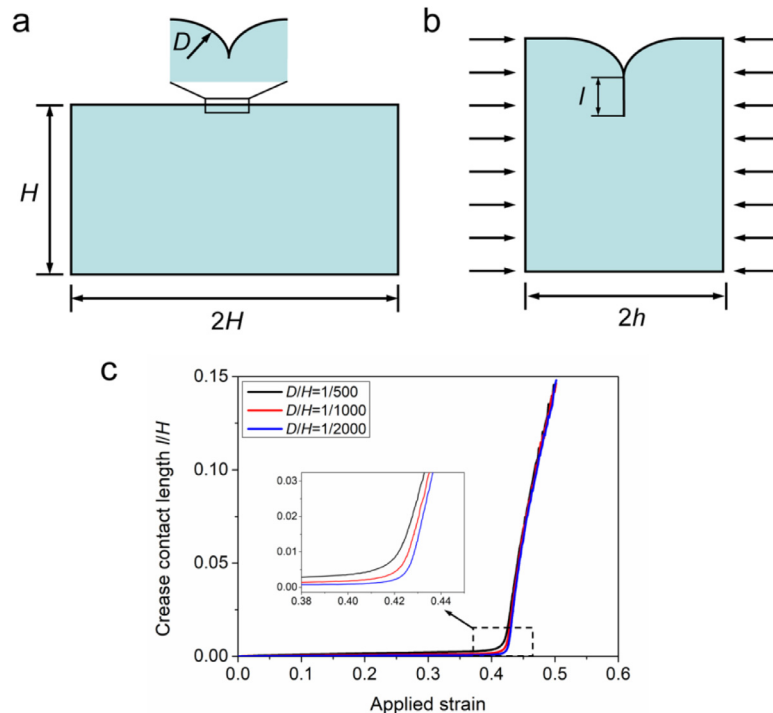 a
D
H
2H
b
l
2h
c
Crease contact length l/H
0.15
0.10
0.05
0.00
D/H=1/500
D/H=1/1000
D/H=1/2000
0.03
0.02
0.01
0.00
0.38 0.40 0.42 0.44
0.0 0.1 0.2 0.3 0.4 0.5 0.6
Applied strain